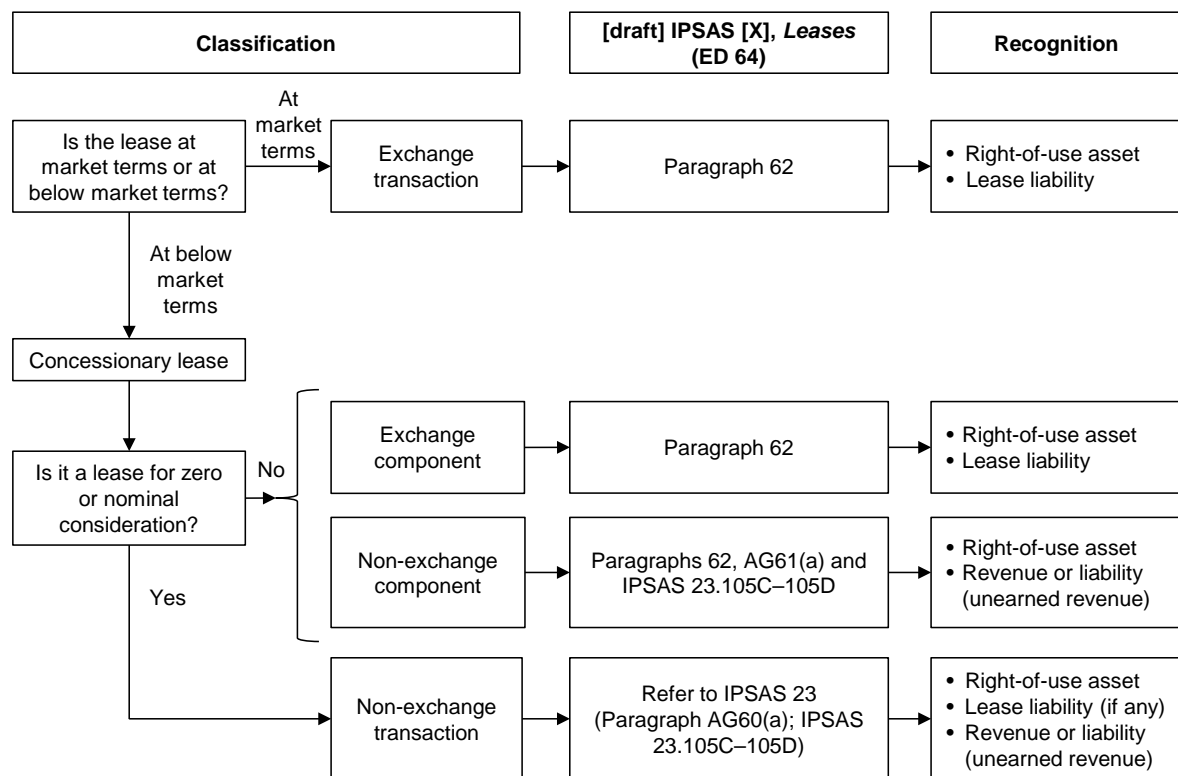 Classification
[draft] IPSAS [X], Leases
(ED 64)
Recognition
Is the lease at
market terms or at
below market terms?
At
market
terms
Exchange
transaction
Paragraph 62
• Right-of-use asset
• Lease liability
At below
market
terms
Concessionary lease
Is it a lease for zero
or nominal
consideration?
No
Exchange
component
Paragraph 62
• Right-of-use asset
• Lease liability
Non-exchange
component
Paragraphs 62, AG61(a) and
IPSAS 23.105C–105D
• Right-of-use asset
• Revenue or liability
(unearned revenue)
Yes
Non-exchange
transaction
Refer to IPSAS 23
(Paragraph AG60(a); IPSAS
23.105C–105D)
• Right-of-use asset
• Lease liability (if any)
• Revenue or liability
(unearned revenue)